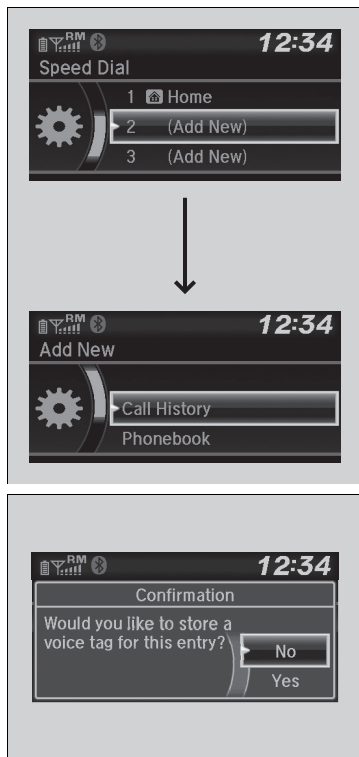 RM 12:34
Speed Dial
1 Home
2 (Add New)
3 (Add New)
RM 12:34
Add New
Call History
Phonebook
RM 12:34
Confirmation
Would you like to store a
voice tag for this entry?
No
Yes